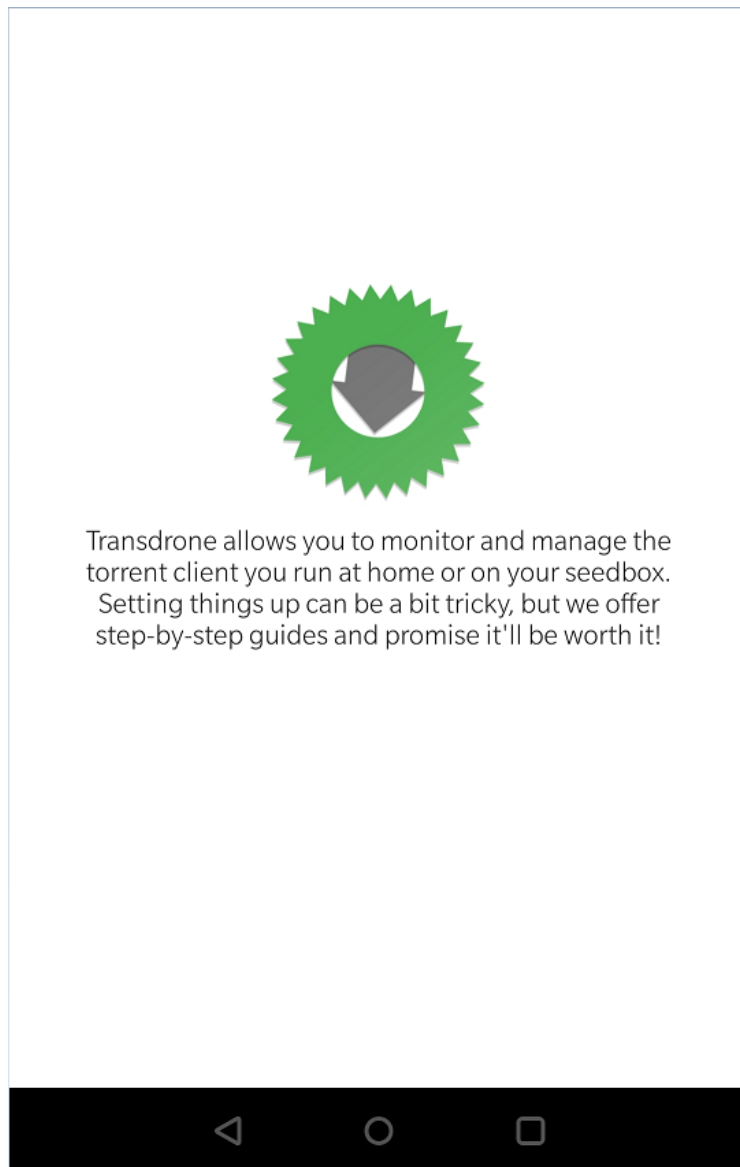 Transdrone allows you to monitor and manage the
torrent client you run at home or on your seedbox.
Setting things up can be a bit tricky, but we offer
step-by-step guides and promise it'll be worth it!